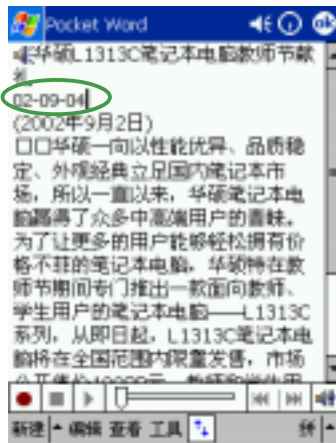 Pocket Word
华硕L1313C笔记本电脑教师节献
礼
02-09-04
(2002年9月2日)
口口华硕一向以性能优异、品质稳
定、外观经典立足国内笔记本市
场，所以一直以来，华硕笔记本电
脑赢得了众多中高端用户的青睐。
为了让更多的用户能够轻松拥有价
格不菲的笔记本电脑，华硕特在教
师节期间专门推出一款面向教师、
学生用户的笔记本电脑——L1313C
系列，从即日起，L1313C笔记本电
脑将在全国范围内限量发售，市场
新建 编辑 查看 工具 拼